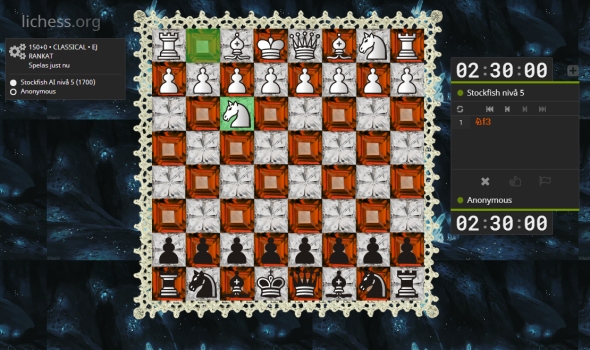 lichess.org
150+0 • CLASSICAL • EJ
RANKAT
Spelas just nu
Stockfish AI nivå 5 (1700)
Anonymous
02:30:00
Stockfish nivå 5
1 ♘f3
Anonymous
02:30:00